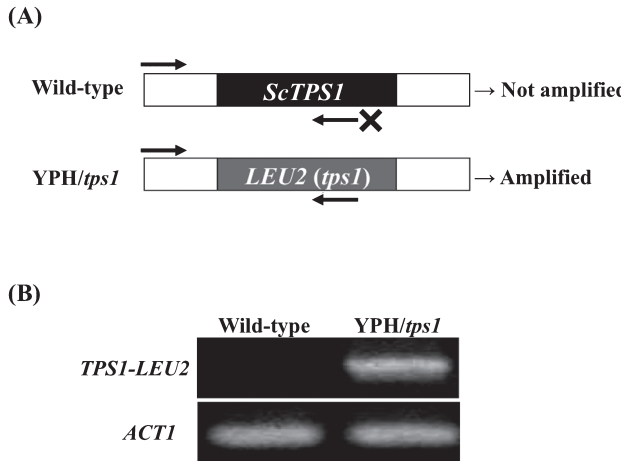 (A)
Wild-type ScTPS1 → Not amplified
YPH/tps1 LEU2 (tps1) → Amplified
(B)
Wild-type YPH/tps1
TPS1-LEU2
ACT1